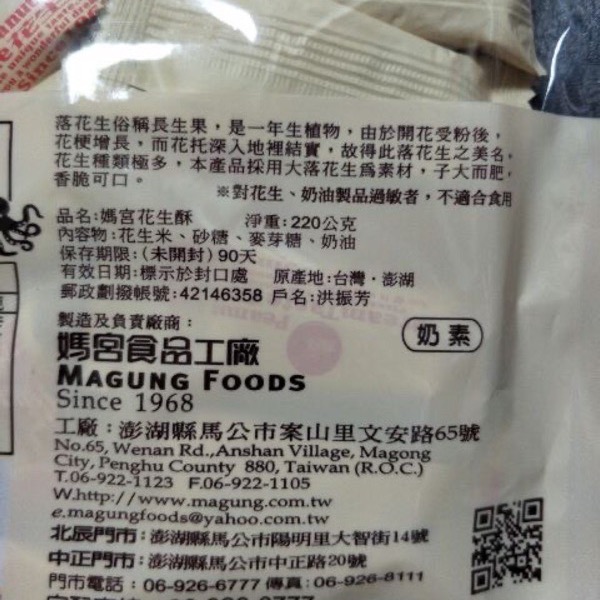 Since
落花生俗稱長生果，是一年生植物，由於開花受粉後，
花梗增長，而花托深入地裡結實，故得此落花生之美名，
花生種類極多，本產品採用大落花生爲素材，子大而肥，
香脆可口。
※對花生、奶油製品過敏者，不適合食用
品名:媽宮花生酥 淨重:220公克
內容物:花生米、砂糖、麥芽糖、奶油
保存期限:(未開封)90天
有效日期:標示於封口處 原產地:台灣·澎湖
郵政劃撥帳號:42146358 戶名:洪振芳
製造及負責廠商：
奶素
媽宮食品工廠
MAGUNG FOODS
Since 1968
工廠：澎湖縣馬公市案山里文安路65號
No.65, Wenan Rd.,Anshan Village, Magong
City, Penghu County 880, Taiwan (R.O.C.)
T.06-922-1123 F.06-922-1105
W.http://www.magung.com.tw
e.magungfoods@yahoo.com.tw
北辰門市：澎湖縣馬公市陽明里大智街14號
中正門市：澎湖縣馬公市中正路20號
門市電話：06-926-6777 傳真:06-926-8111